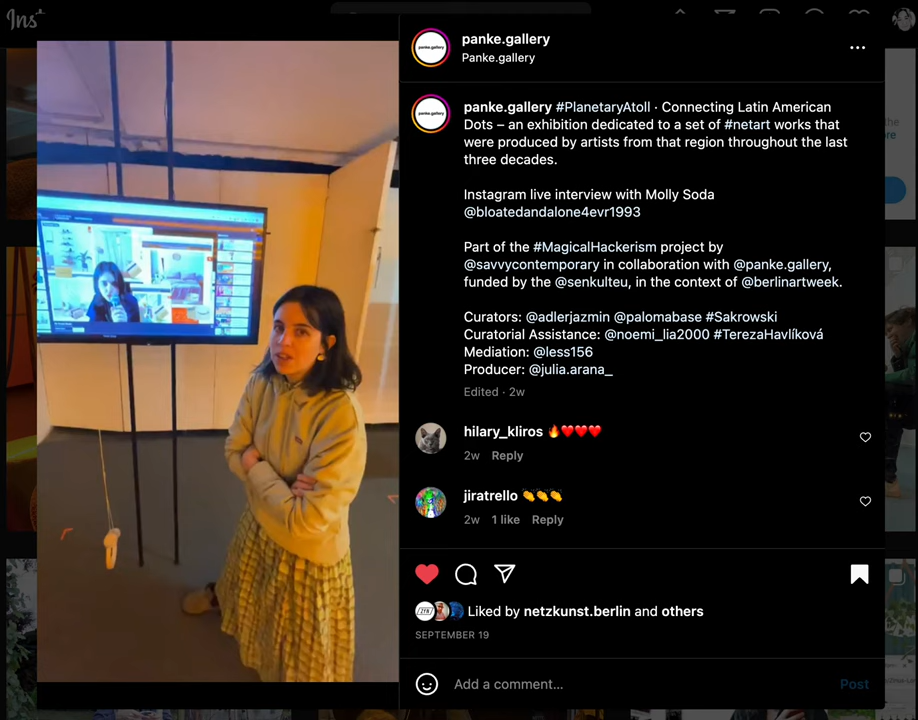 Ins
panke.gallery
Panke.gallery
panke.gallery #PlanetaryAtoll · Connecting Latin American
Dots – an exhibition dedicated to a set of #netart works that
were produced by artists from that region throughout the last
three decades.
Instagram live interview with Molly Soda
@bloatedandalone4evr1993
Part of the #MagicalHackerism project by
@savvycontemporary in collaboration with @panke.gallery,
funded by the @senkulteu, in the context of @berlinartweek.
Curators: @adlerjazmin @palomabase #Sakrowski
Curatorial Assistance: @noemi_lia2000 #TerezaHavlíková
Mediation: @less156
Producer: @julia.arana_
Edited · 2w
hilary_kliros 🔥❤️❤️❤️
2w Reply
jiratrello 👏👏👏
2w 1 like Reply
Liked by netzkunst.berlin and others
SEPTEMBER 19
Add a comment...
Post